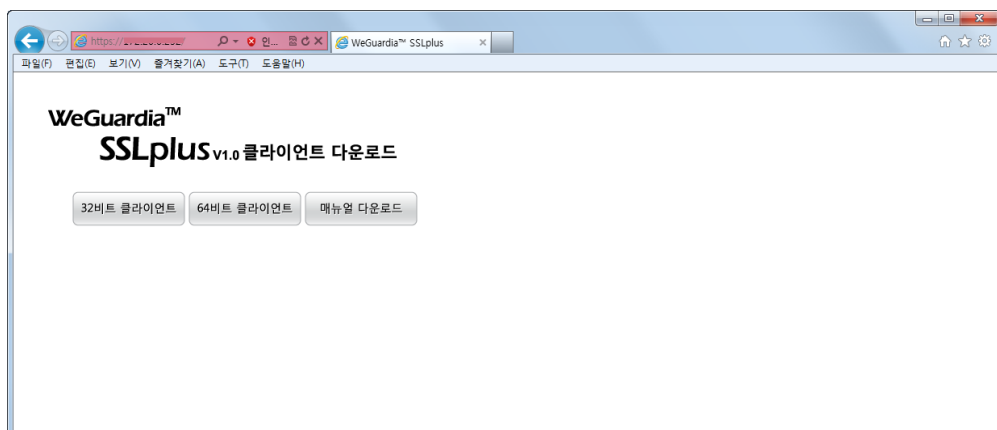 https://
인...
WeGuardia™ SSLplus
파일(F) 편집(E) 보기(V) 즐겨찾기(A) 도구(T) 도움말(H)
WeGuardia™
SSLplus V1.0 클라이언트 다운로드
32비트 클라이언트 64비트 클라이언트 매뉴얼 다운로드